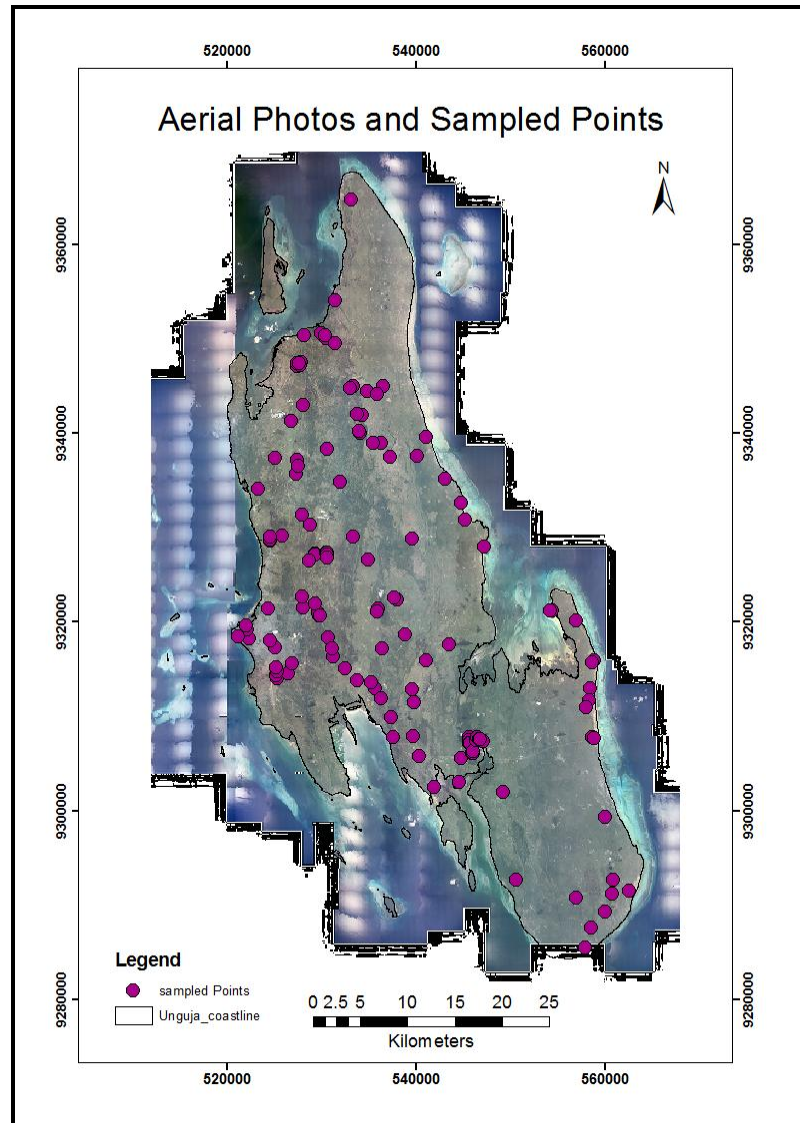 520000 540000 560000
Aerial Photos and Sampled Points
N
9360000 9360000
9340000 9340000
9320000 9320000
9300000 9300000
9280000 9280000
Legend
sampled Points
Unguja_coastline
0 2.5 5 10 15 20 25
Kilometers
520000 540000 560000